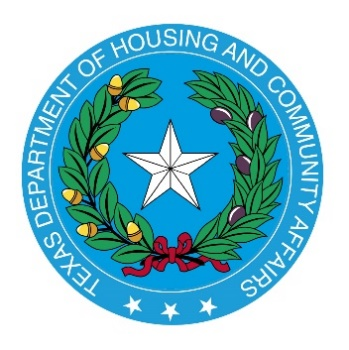 TEXAS DEPARTMENT OF HOUSING AND COMMUNITY AFFAIRS